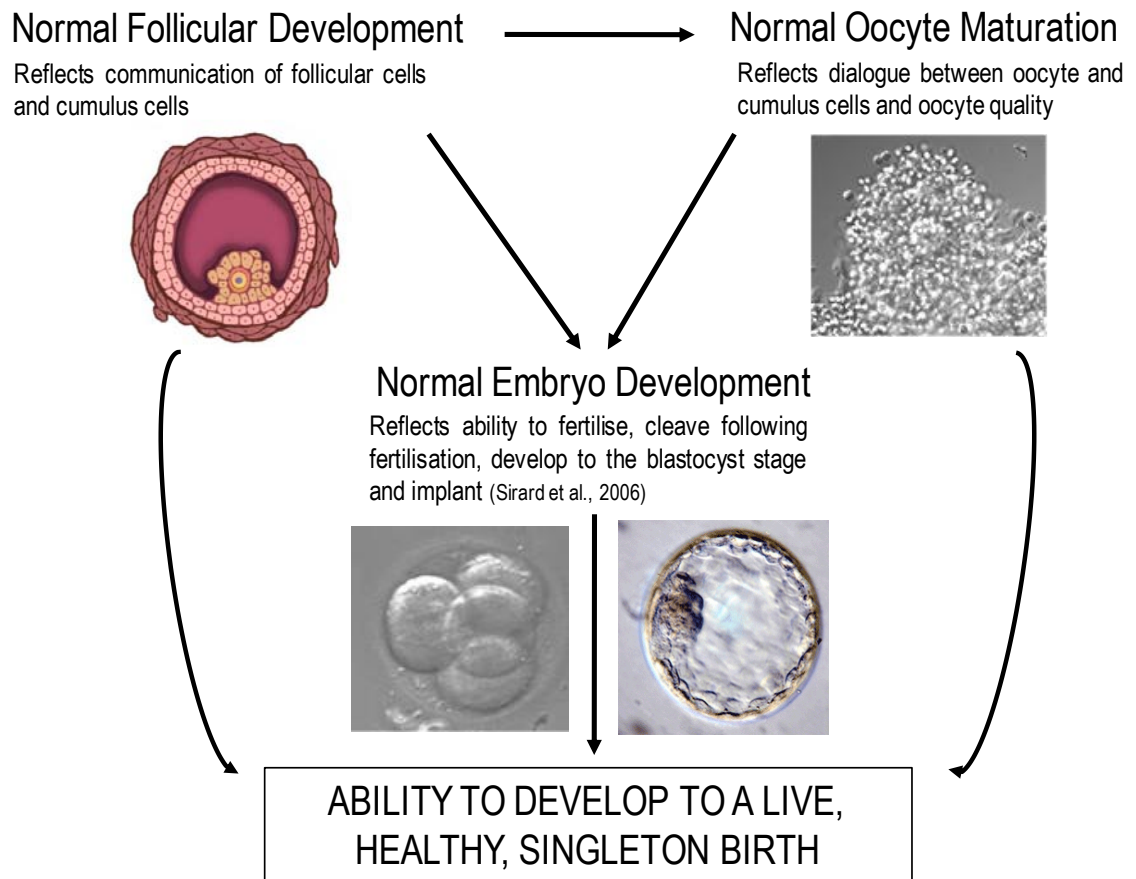 Normal Follicular Development
Reflects communication of follicular cells
and cumulus cells
Normal Oocyte Maturation
Reflects dialogue between oocyte and
cumulus cells and oocyte quality
Normal Embryo Development
Reflects ability to fertilise, cleave following
fertilisation, develop to the blastocyst stage
and implant (Sirard et al., 2006)
ABILITY TO DEVELOP TO A LIVE,
HEALTHY, SINGLETON BIRTH